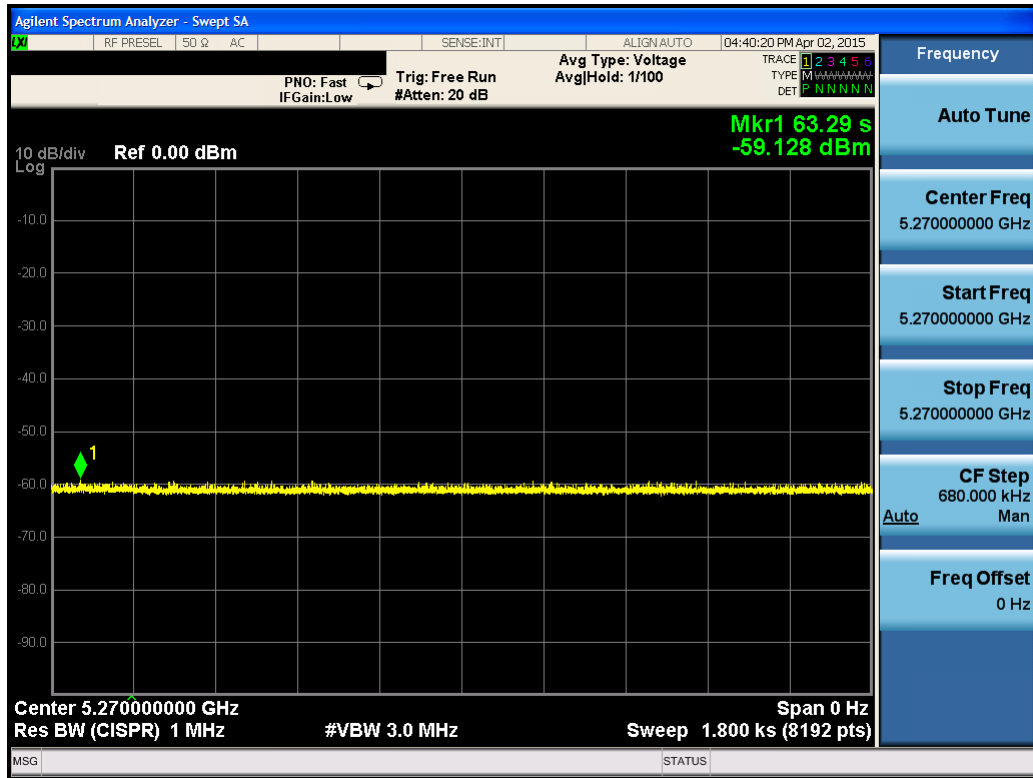 Agilent Spectrum Analyzer - Swept SA
LXI RF PRESEL 50 Ω AC SENSE:INT ALIGN AUTO 04:40:20 PM Apr 02, 2015
PNO: Fast
IFGain:Low
Trig: Free Run
#Atten: 20 dB
Avg Type: Voltage
Avg|Hold: 1/100
TRACE 1 2 3 4 5 6
TYPE M WWWWW
DET P N N N N N
Mkr1 63.29 s
-59.128 dBm
10 dB/div Ref 0.00 dBm
Log
-10.0
-20.0
-30.0
-40.0
-50.0
1
-60.0
-70.0
-80.0
-90.0
Center 5.270000000 GHz Span 0 Hz
Res BW (CISPR) 1 MHz #VBW 3.0 MHz Sweep 1.800 ks (8192 pts)
MSG STATUS
Frequency
Auto Tune
Center Freq
5.270000000 GHz
Start Freq
5.270000000 GHz
Stop Freq
5.270000000 GHz
CF Step
680.000 kHz
Auto Man
Freq Offset
0 Hz